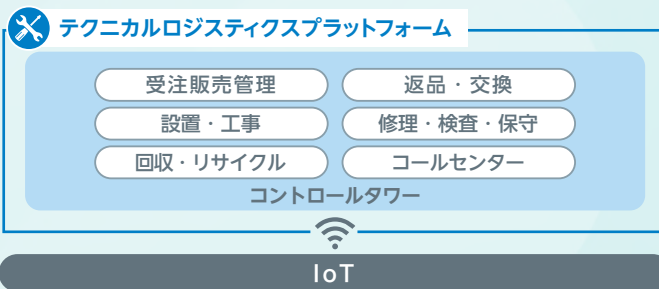 テクニカルロジスティクスプラットフォーム
受注販売管理 返品・交換
設置・工事 修理・検査・保守
回収・リサイクル コールセンター
コントロールタワー
IoT